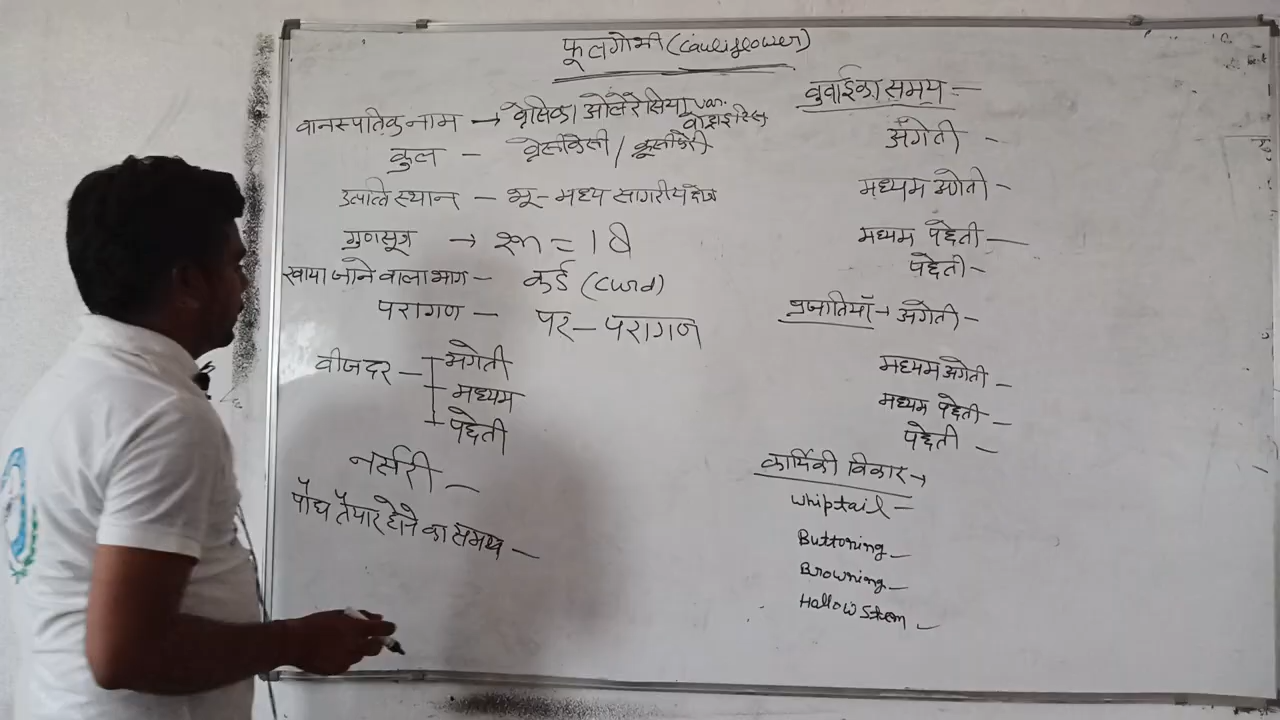 फूलगोभी (Cauliflower)
वानस्पतिक नाम → ब्रेसिका ओलेरेसिया var. बोट्राइटिस
कुल – ब्रेसीकेसी / क्रूसीफेरी
उत्पत्ति स्थान – भू-मध्य सागरीय क्षेत्र
गुणसूत्र → 2n = 18
खाया जाने वाला भाग – कर्ड (Curd)
परागण – पर-परागण
बीजदर – अगेती
– मध्यम
पछेती
नर्सरी –
पौध तैयार होने का समय –
बुवाई का समय –
अगेती –
मध्यम अगेती –
मध्यम पछेती –
पछेती –
प्रजातियाँ → अगेती –
मध्यम अगेती –
मध्यम पछेती –
पछेती –
कार्यिकी विकार →
Whiptail –
Buttoning –
Browning –
Hallow Stem –